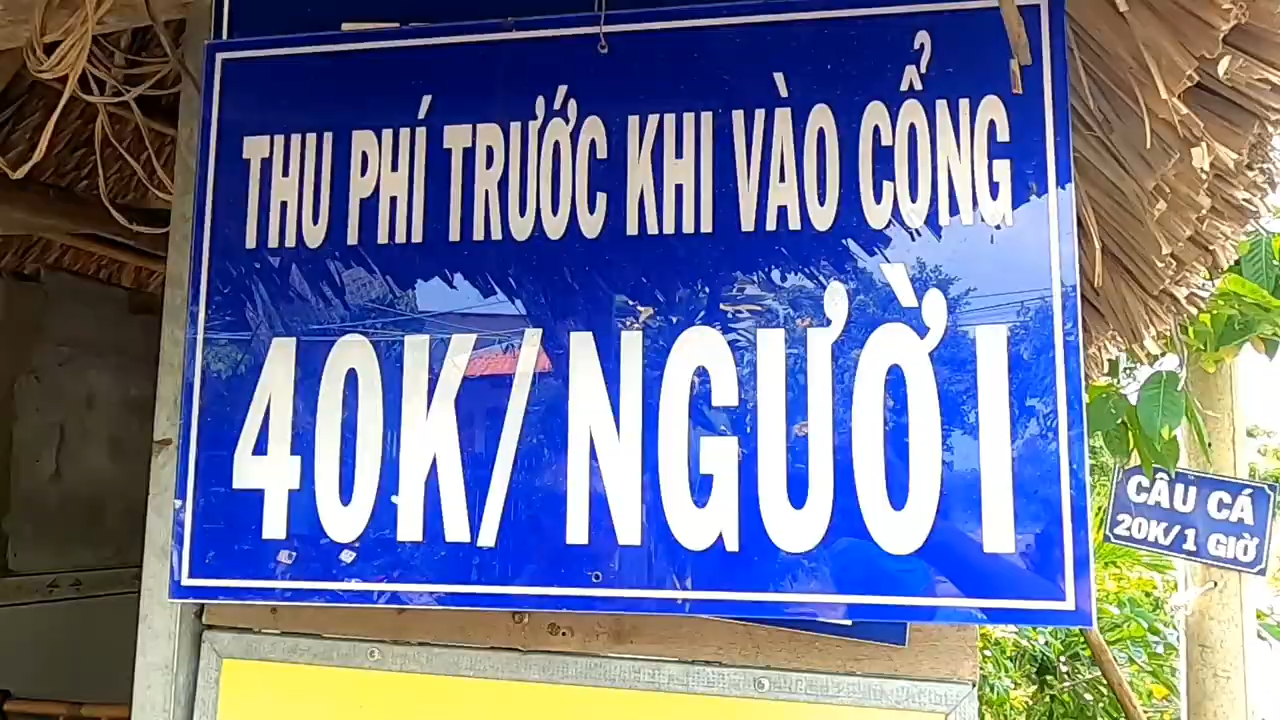 THU PHÍ TRƯỚC KHI VÀO CỔNG
40K/NGƯỜI
CÂU CÁ
20K/1 GIỜ